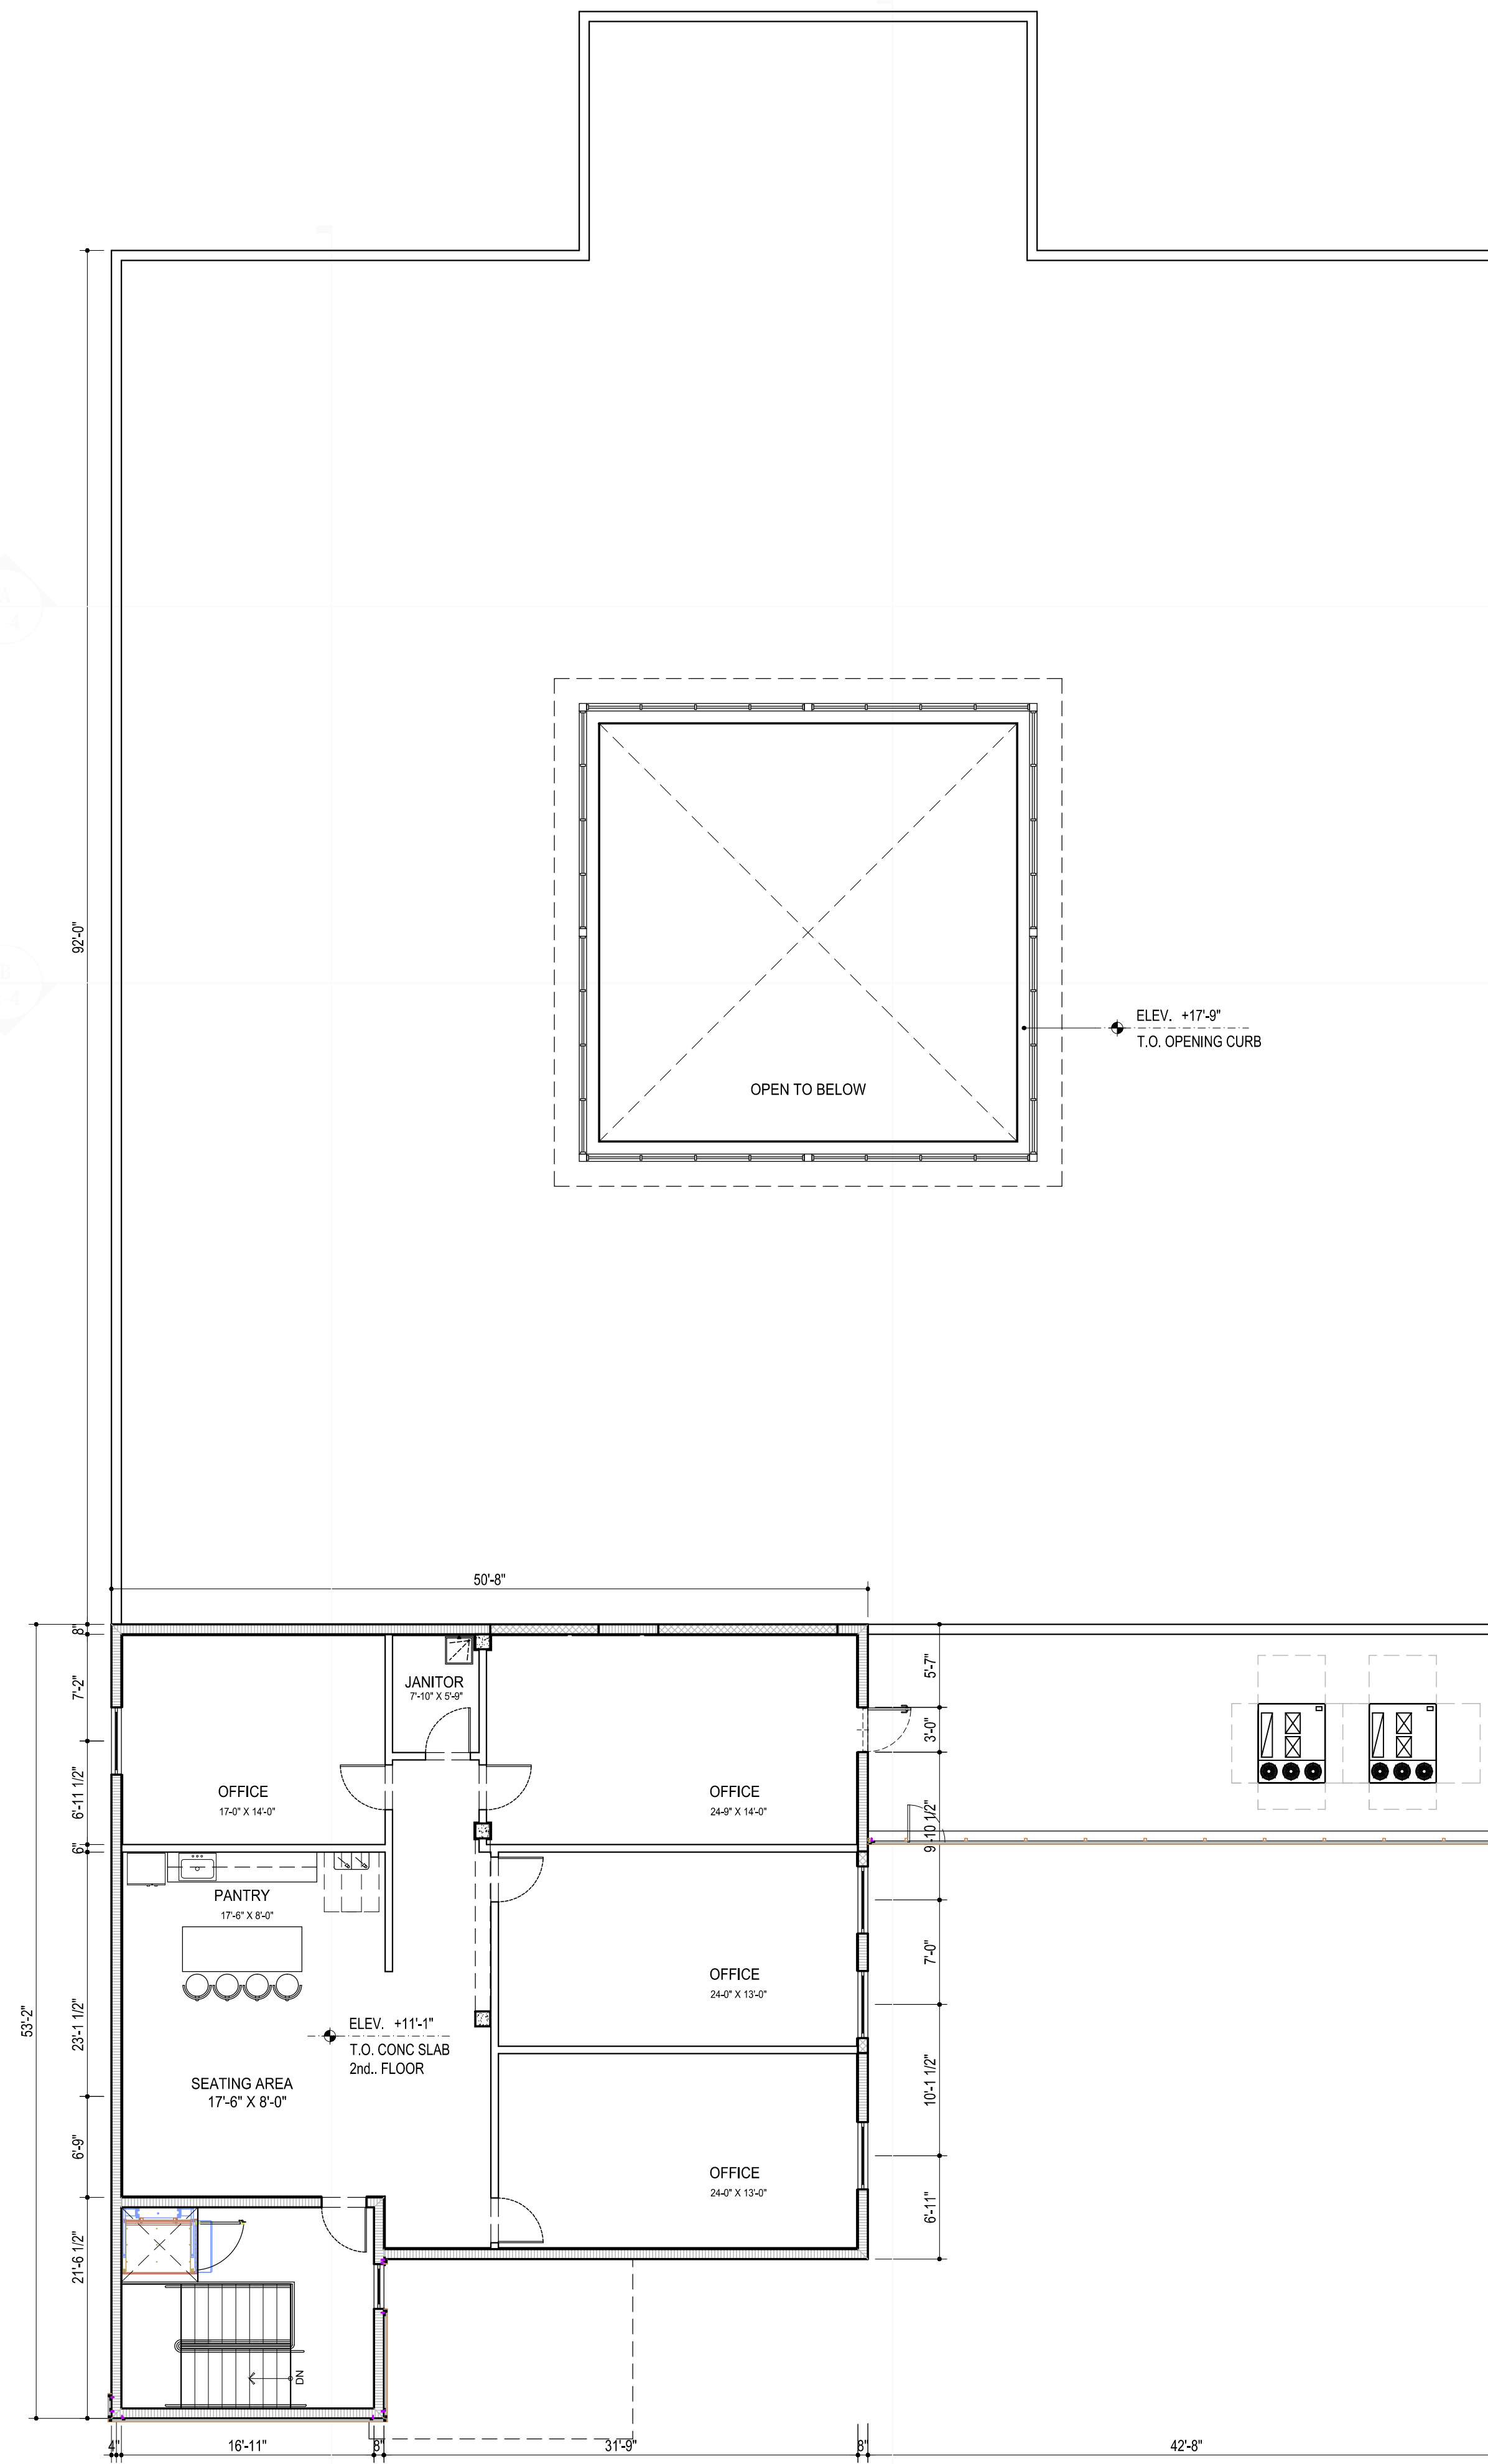 92'-0"
ELEV. +17'-9"
T.O. OPENING CURB
OPEN TO BELOW
50'-8"
8"
7'-2"
6'-11 1/2"
6"
53'-2"
23'-1 1/2"
6'-9"
21'-6 1/2"
JANITOR
7'-10" X 5'-9"
OFFICE
17'-0" X 14'-0"
OFFICE
24'-9" X 14'-0"
5'-7"
3'-0"
9'-10 1/2"
7'-0"
10'-1 1/2"
6'-11"
PANTRY
17'-6" X 8'-0"
OFFICE
24'-0" X 13'-0"
ELEV. +11'-1"
T.O. CONC SLAB
2nd.. FLOOR
SEATING AREA
17'-6" X 8'-0"
OFFICE
24'-0" X 13'-0"
DN
4"
16'-11"
8"
31'-9"
8"
42'-8"